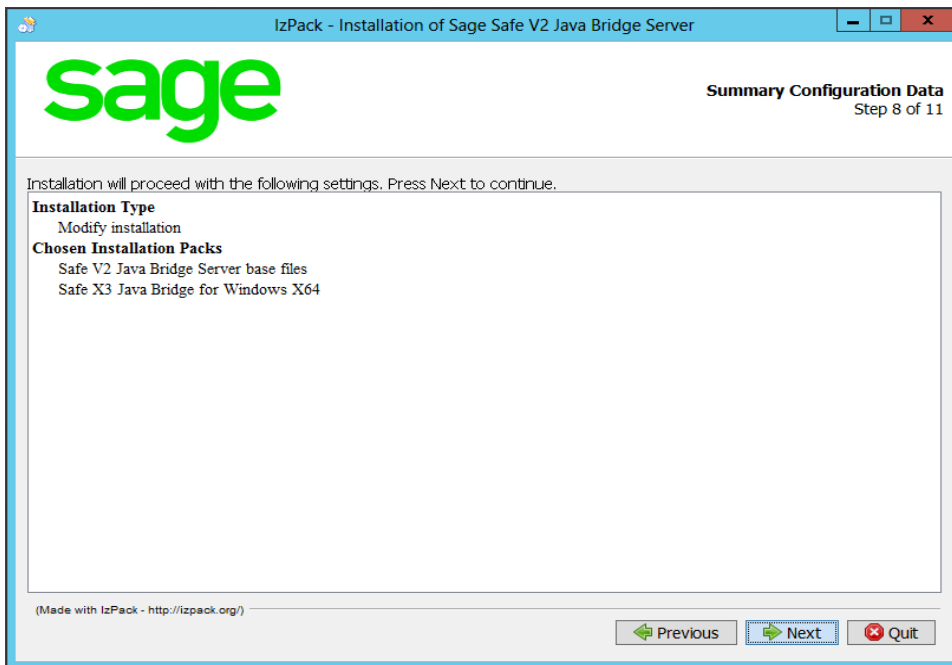 IzPack - Installation of Sage Safe V2 Java Bridge Server
sage
Summary Configuration Data
Step 8 of 11
Installation will proceed with the following settings. Press Next to continue.
Installation Type
Modify installation
Chosen Installation Packs
Safe V2 Java Bridge Server base files
Safe X3 Java Bridge for Windows X64
(Made with IzPack - http://izpack.org/)
Previous Next Quit